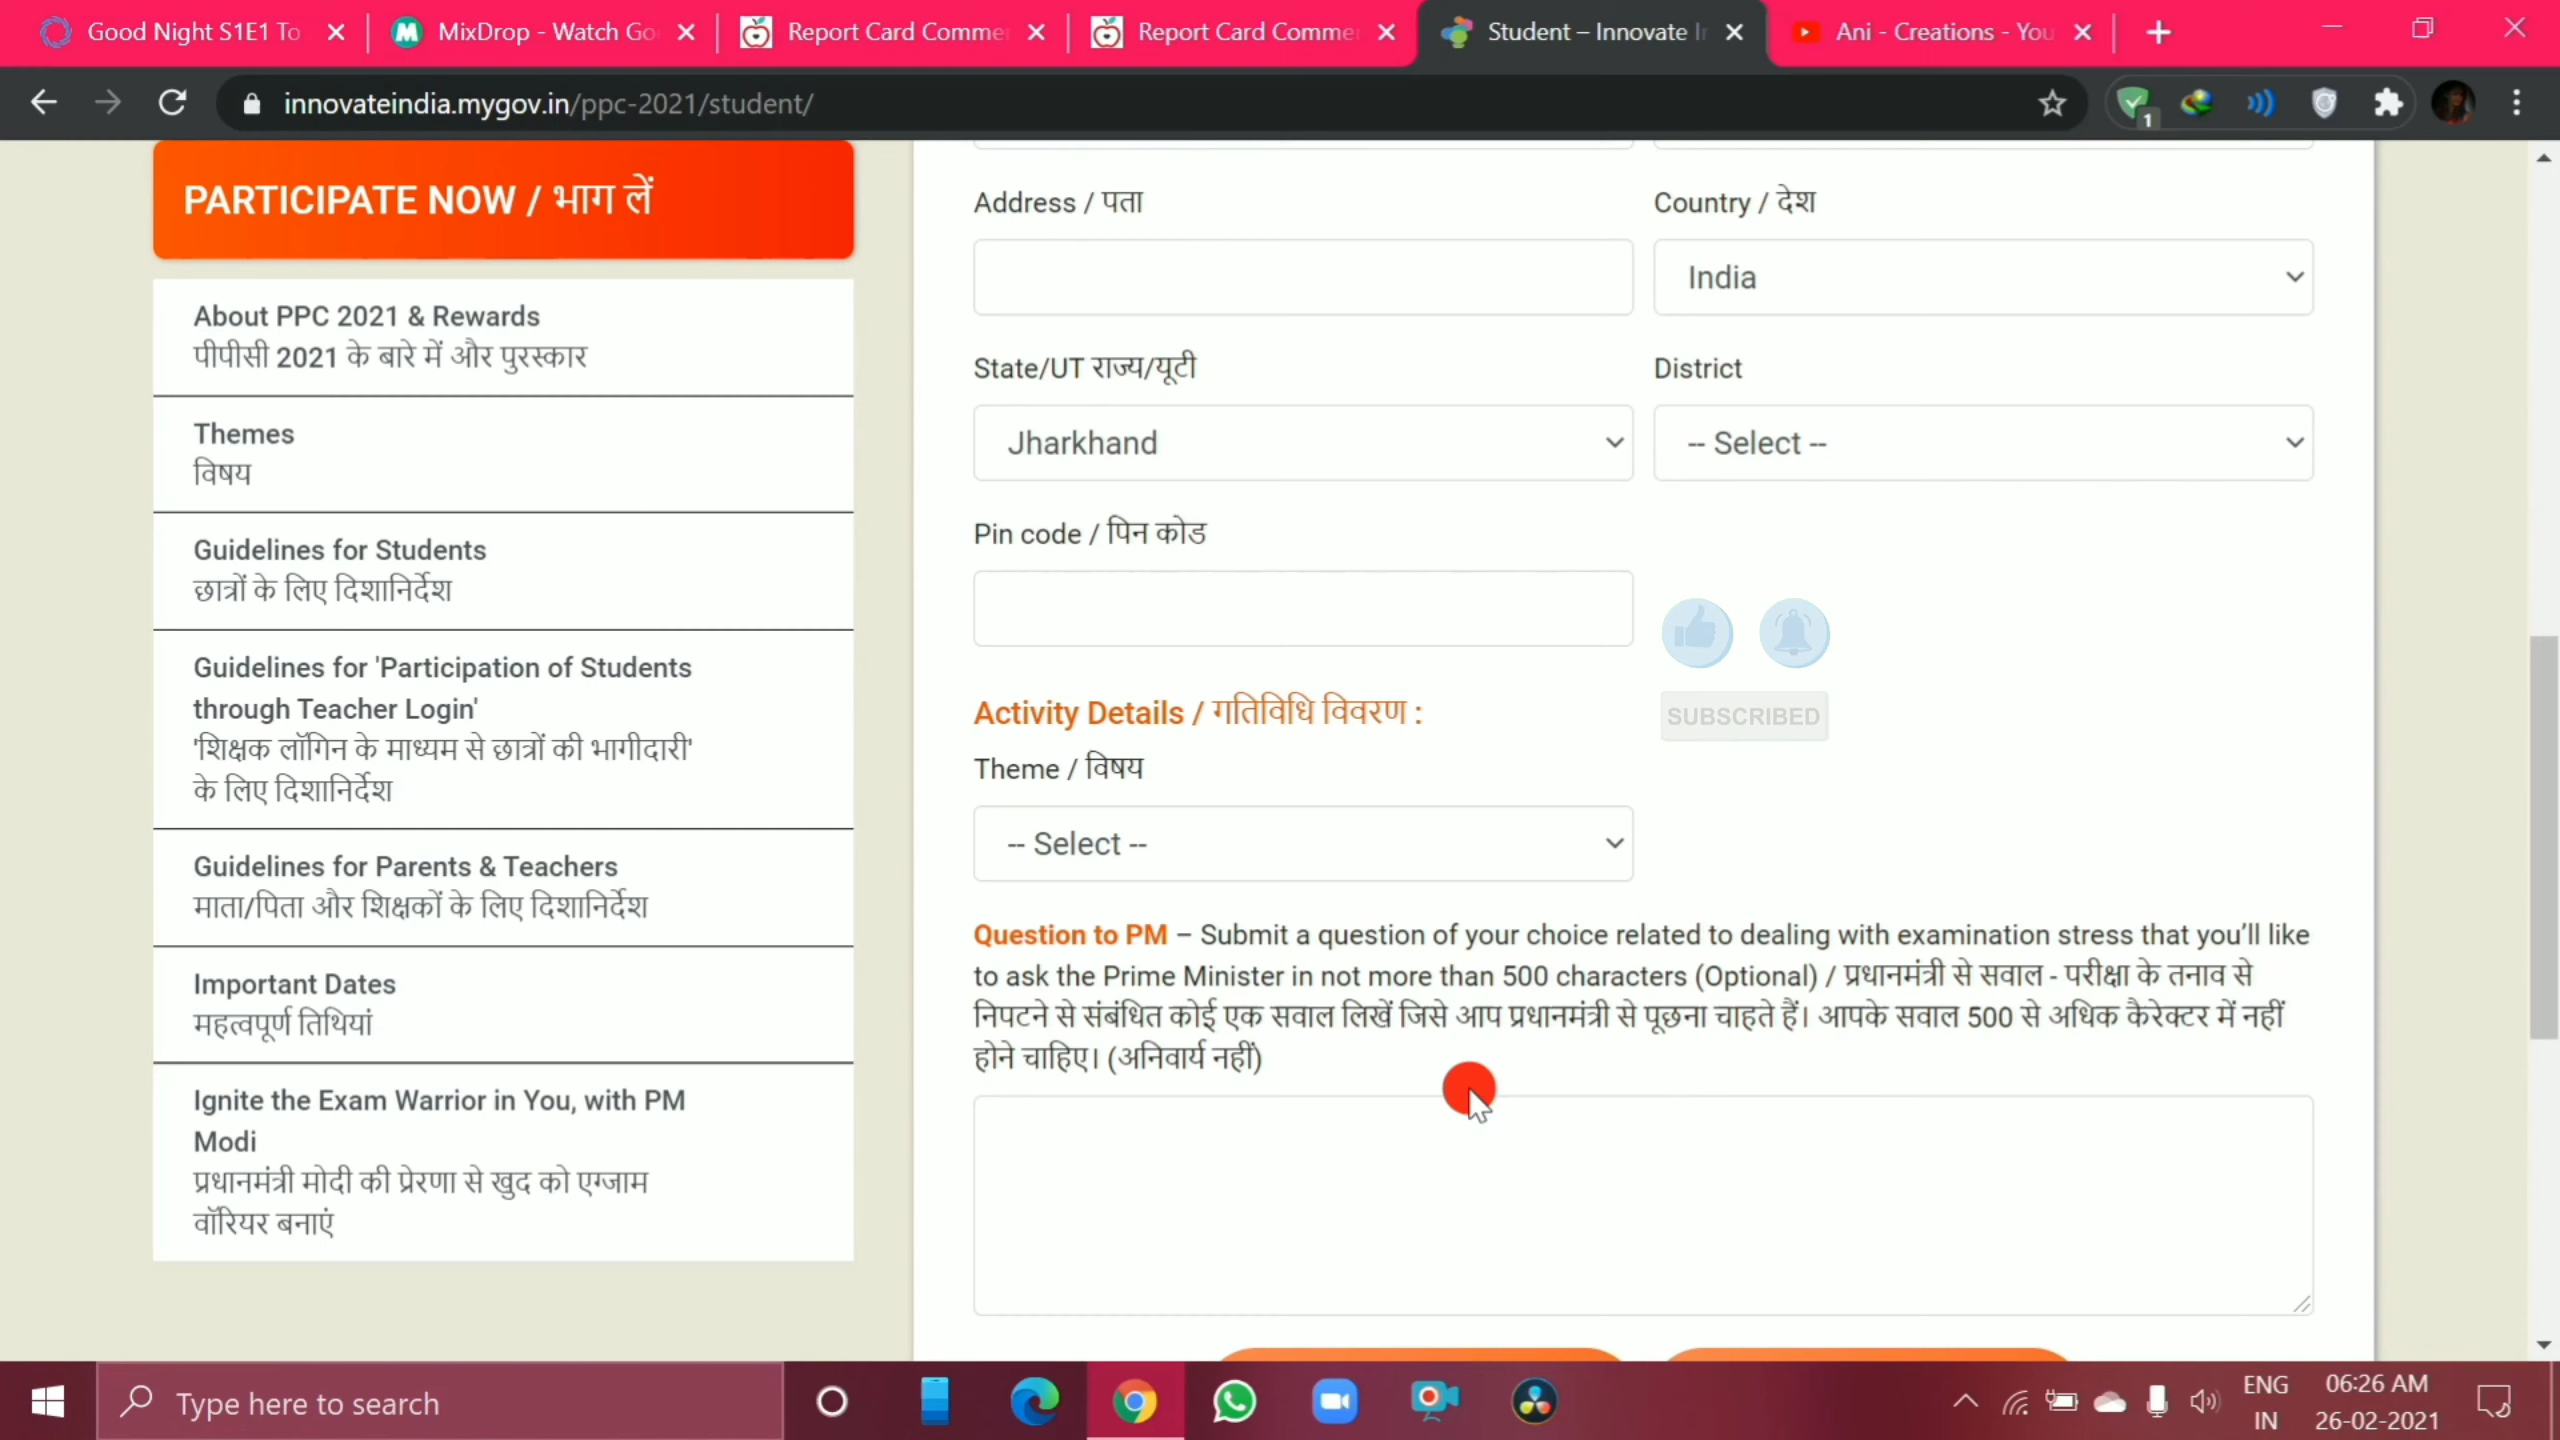 Good Night S1E1 To
MixDrop - Watch Go
Report Card Comme
Report Card Comme
Student – Innovate I
Ani - Creations - You
innovateindia.mygov.in/ppc-2021/student/
1
PARTICIPATE NOW / भाग लें
About PPC 2021 & Rewards
पीपीसी 2021 के बारे में और पुरस्कार
Themes
विषय
Guidelines for Students
छात्रों के लिए दिशानिर्देश
Guidelines for 'Participation of Students
through Teacher Login'
'शिक्षक लॉगिन के माध्यम से छात्रों की भागीदारी'
के लिए दिशानिर्देश
Guidelines for Parents & Teachers
माता/पिता और शिक्षकों के लिए दिशानिर्देश
Important Dates
महत्वपूर्ण तिथियां
Ignite the Exam Warrior in You, with PM
Modi
प्रधानमंत्री मोदी की प्रेरणा से खुद को एग्जाम
वॉरियर बनाएं
Address / पता
Country / देश
India
State/UT राज्य/यूटी
District
Jharkhand
-- Select --
Pin code / पिन कोड
Activity Details / गतिविधि विवरण :
SUBSCRIBED
Theme / विषय
-- Select --
Question to PM – Submit a question of your choice related to dealing with examination stress that you’ll like
to ask the Prime Minister in not more than 500 characters (Optional) / प्रधानमंत्री से सवाल - परीक्षा के तनाव से
निपटने से संबंधित कोई एक सवाल लिखें जिसे आप प्रधानमंत्री से पूछना चाहते हैं। आपके सवाल 500 से अधिक कैरेक्टर में नहीं
होने चाहिए। (अनिवार्य नहीं)
Type here to search
ENG
IN
06:26 AM
26-02-2021